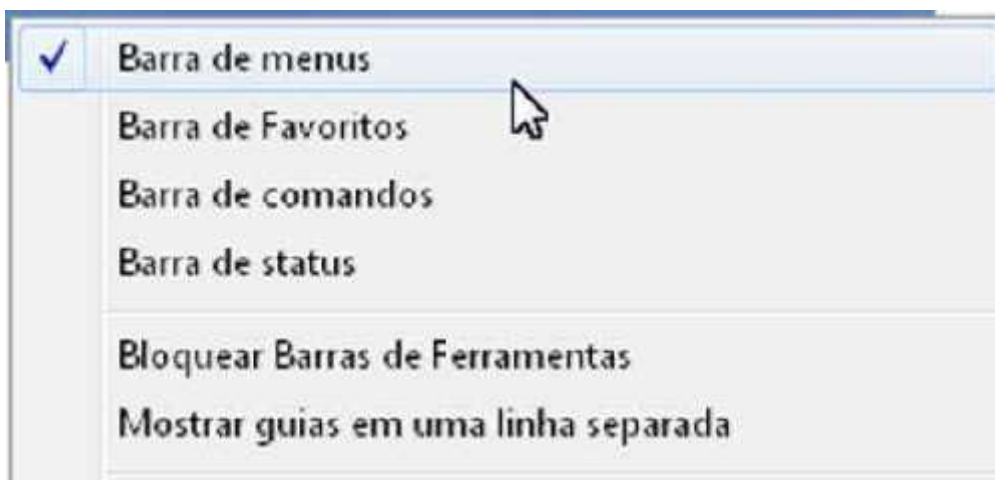 Barra de menus
Barra de Favoritos
Barra de comandos
Barra de status
Bloquear Barras de Ferramentas
Mostrar guias em uma linha separada